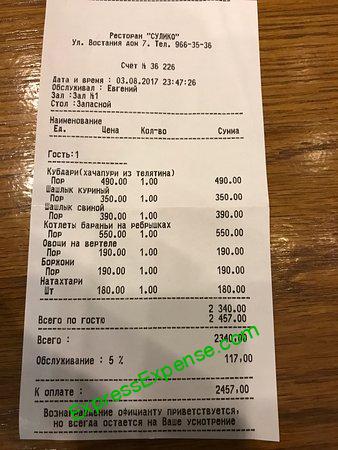 Ресторан "СУЛИКО"
Ул. Востания дом 7. Тел. 966-35-36
Счет № 36 226
Дата и время : 03.08.2017 23:47:26
Обслуживал : Евгений
Зал :Зал №1
Стол :Запасной
Наименование
Ед. Цена Кол-во Сумма
Гость:1
Кубдари(хачапури из телятина)
Пор 490.00 1.00 490.00
Шашлык куриный
Пор 350.00 1.00 350.00
Шашлык свиной
Пор 390.00 1.00 390.00
Котлеты бараньи на ребрышках
Пор 550.00 1.00 550.00
Овощи на вертеле
Пор 190.00 1.00 190.00
Боржоми
Пор 190.00 1.00 190.00
Натахтари
Шт 180.00 1.00 180.00
2 340.00
Всего по гостю 2 457.00
Всего : 2340.00
Обслуживание : 5 % 117,00
К оплате : 2457.00
Вознаграждение официанту приветствуется,
но всегда остается на Ваше усмотрение
ExpressExpense.com